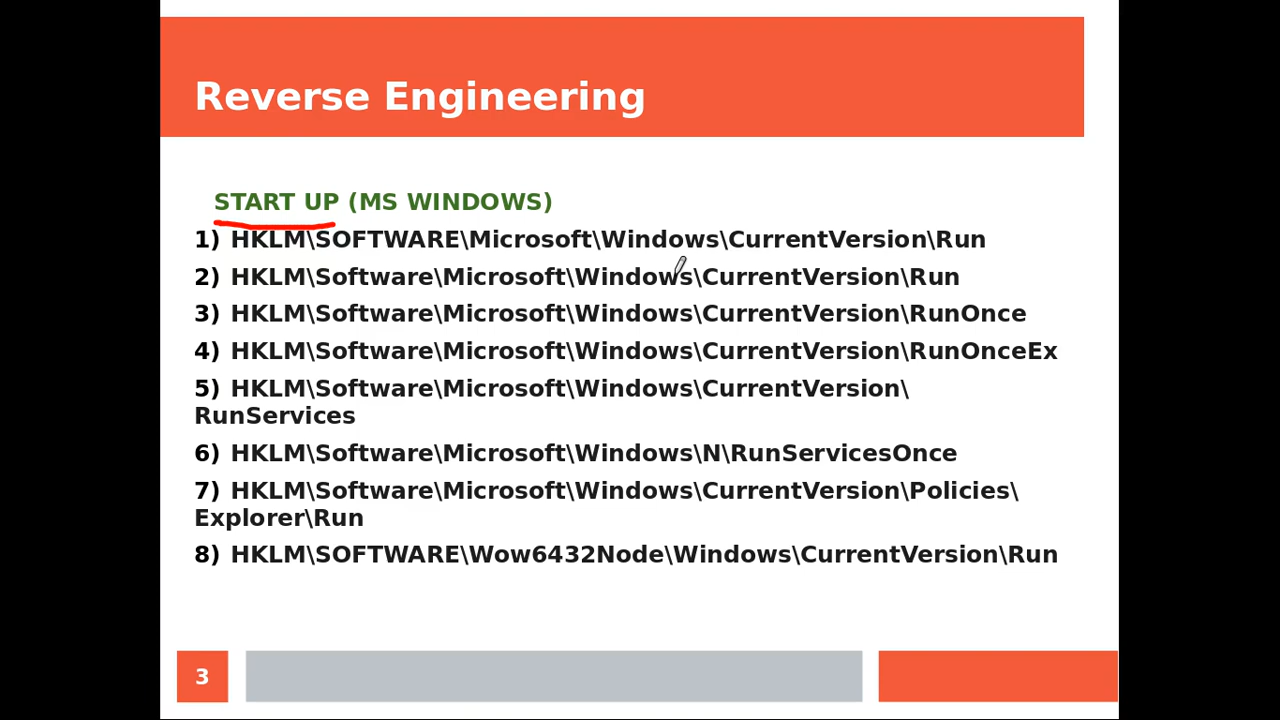 Reverse Engineering
START UP (MS WINDOWS)
1) HKLM\SOFTWARE\Microsoft\Windows\CurrentVersion\Run
2) HKLM\Software\Microsoft\Windows\CurrentVersion\Run
3) HKLM\Software\Microsoft\Windows\CurrentVersion\RunOnce
4) HKLM\Software\Microsoft\Windows\CurrentVersion\RunOnceEx
5) HKLM\Software\Microsoft\Windows\CurrentVersion\
RunServices
6) HKLM\Software\Microsoft\Windows\N\RunServicesOnce
7) HKLM\Software\Microsoft\Windows\CurrentVersion\Policies\
Explorer\Run
8) HKLM\SOFTWARE\Wow6432Node\Windows\CurrentVersion\Run
3